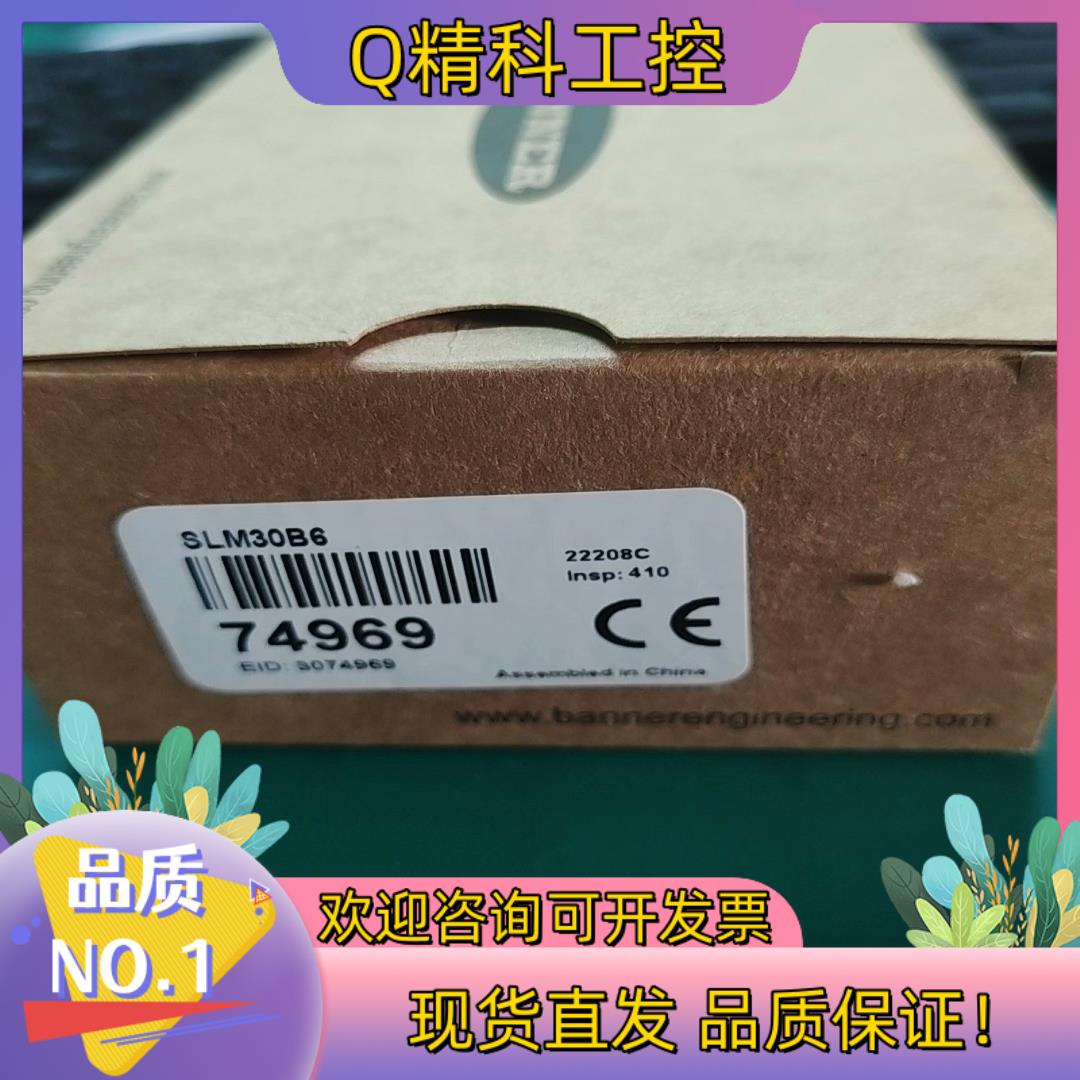 Q精科工控
SLM30B6
22208C
Insp: 410
74969
EID: 3074969
CE
Assembled in China
www.bannerengineering.com
品质
NO.1
欢迎咨询可开发票
现货直发 品质保证!